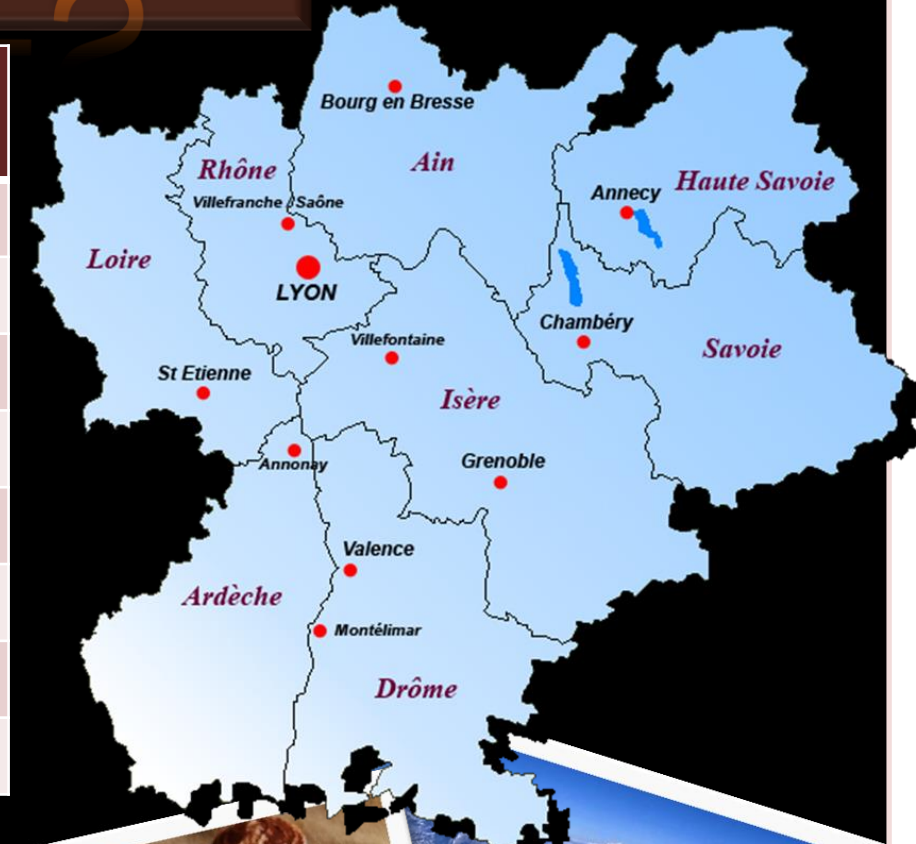 Bourg en Bresse
Ain
Rhône
Haute Savoie
Annecy
Villefranche /Saône
Loire
LYON
Chambéry
Villefontaine
Savoie
St Etienne
Isère
Annonay
Grenoble
Valence
Ardèche
Montélimar
Drôme